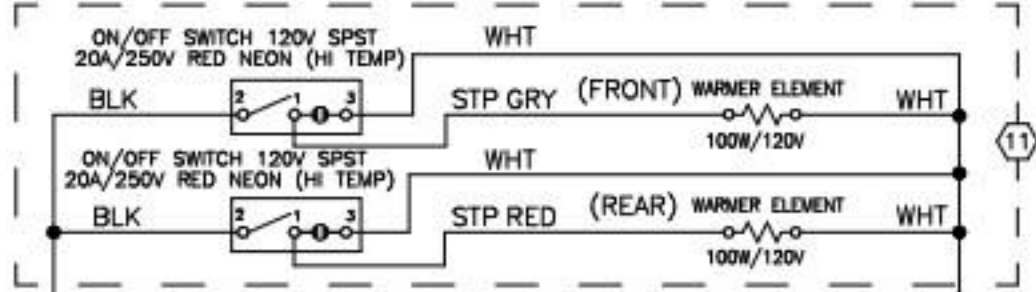 ON/OFF SWITCH 120V SPST
20A/250V RED NEON (HI TEMP)
WHT
BLK
2 1 3
STP GRY
(FRONT)
WARMER ELEMENT
100W/120V
WHT
11
ON/OFF SWITCH 120V SPST
20A/250V RED NEON (HI TEMP)
WHT
BLK
2 1 3
STP RED
(REAR)
WARMER ELEMENT
100W/120V
WHT